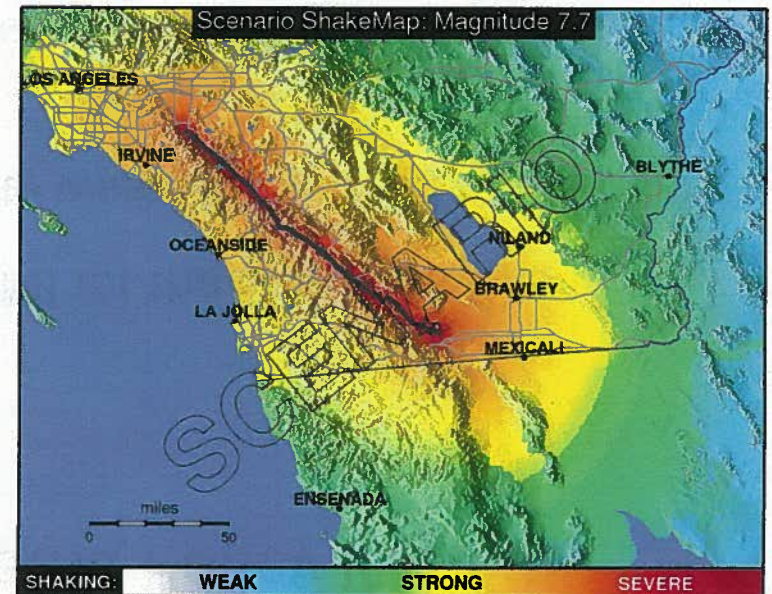 Scenario ShakeMap: Magnitude 7.7
LOS ANGELES
IRVINE
BLYTHE
OCEANSIDE
NILAND
BRAWLEY
LA JOLLA
MEXICALI
SCENARIO
ENSENADA
miles
0 50
SHAKING: WEAK STRONG SEVERE